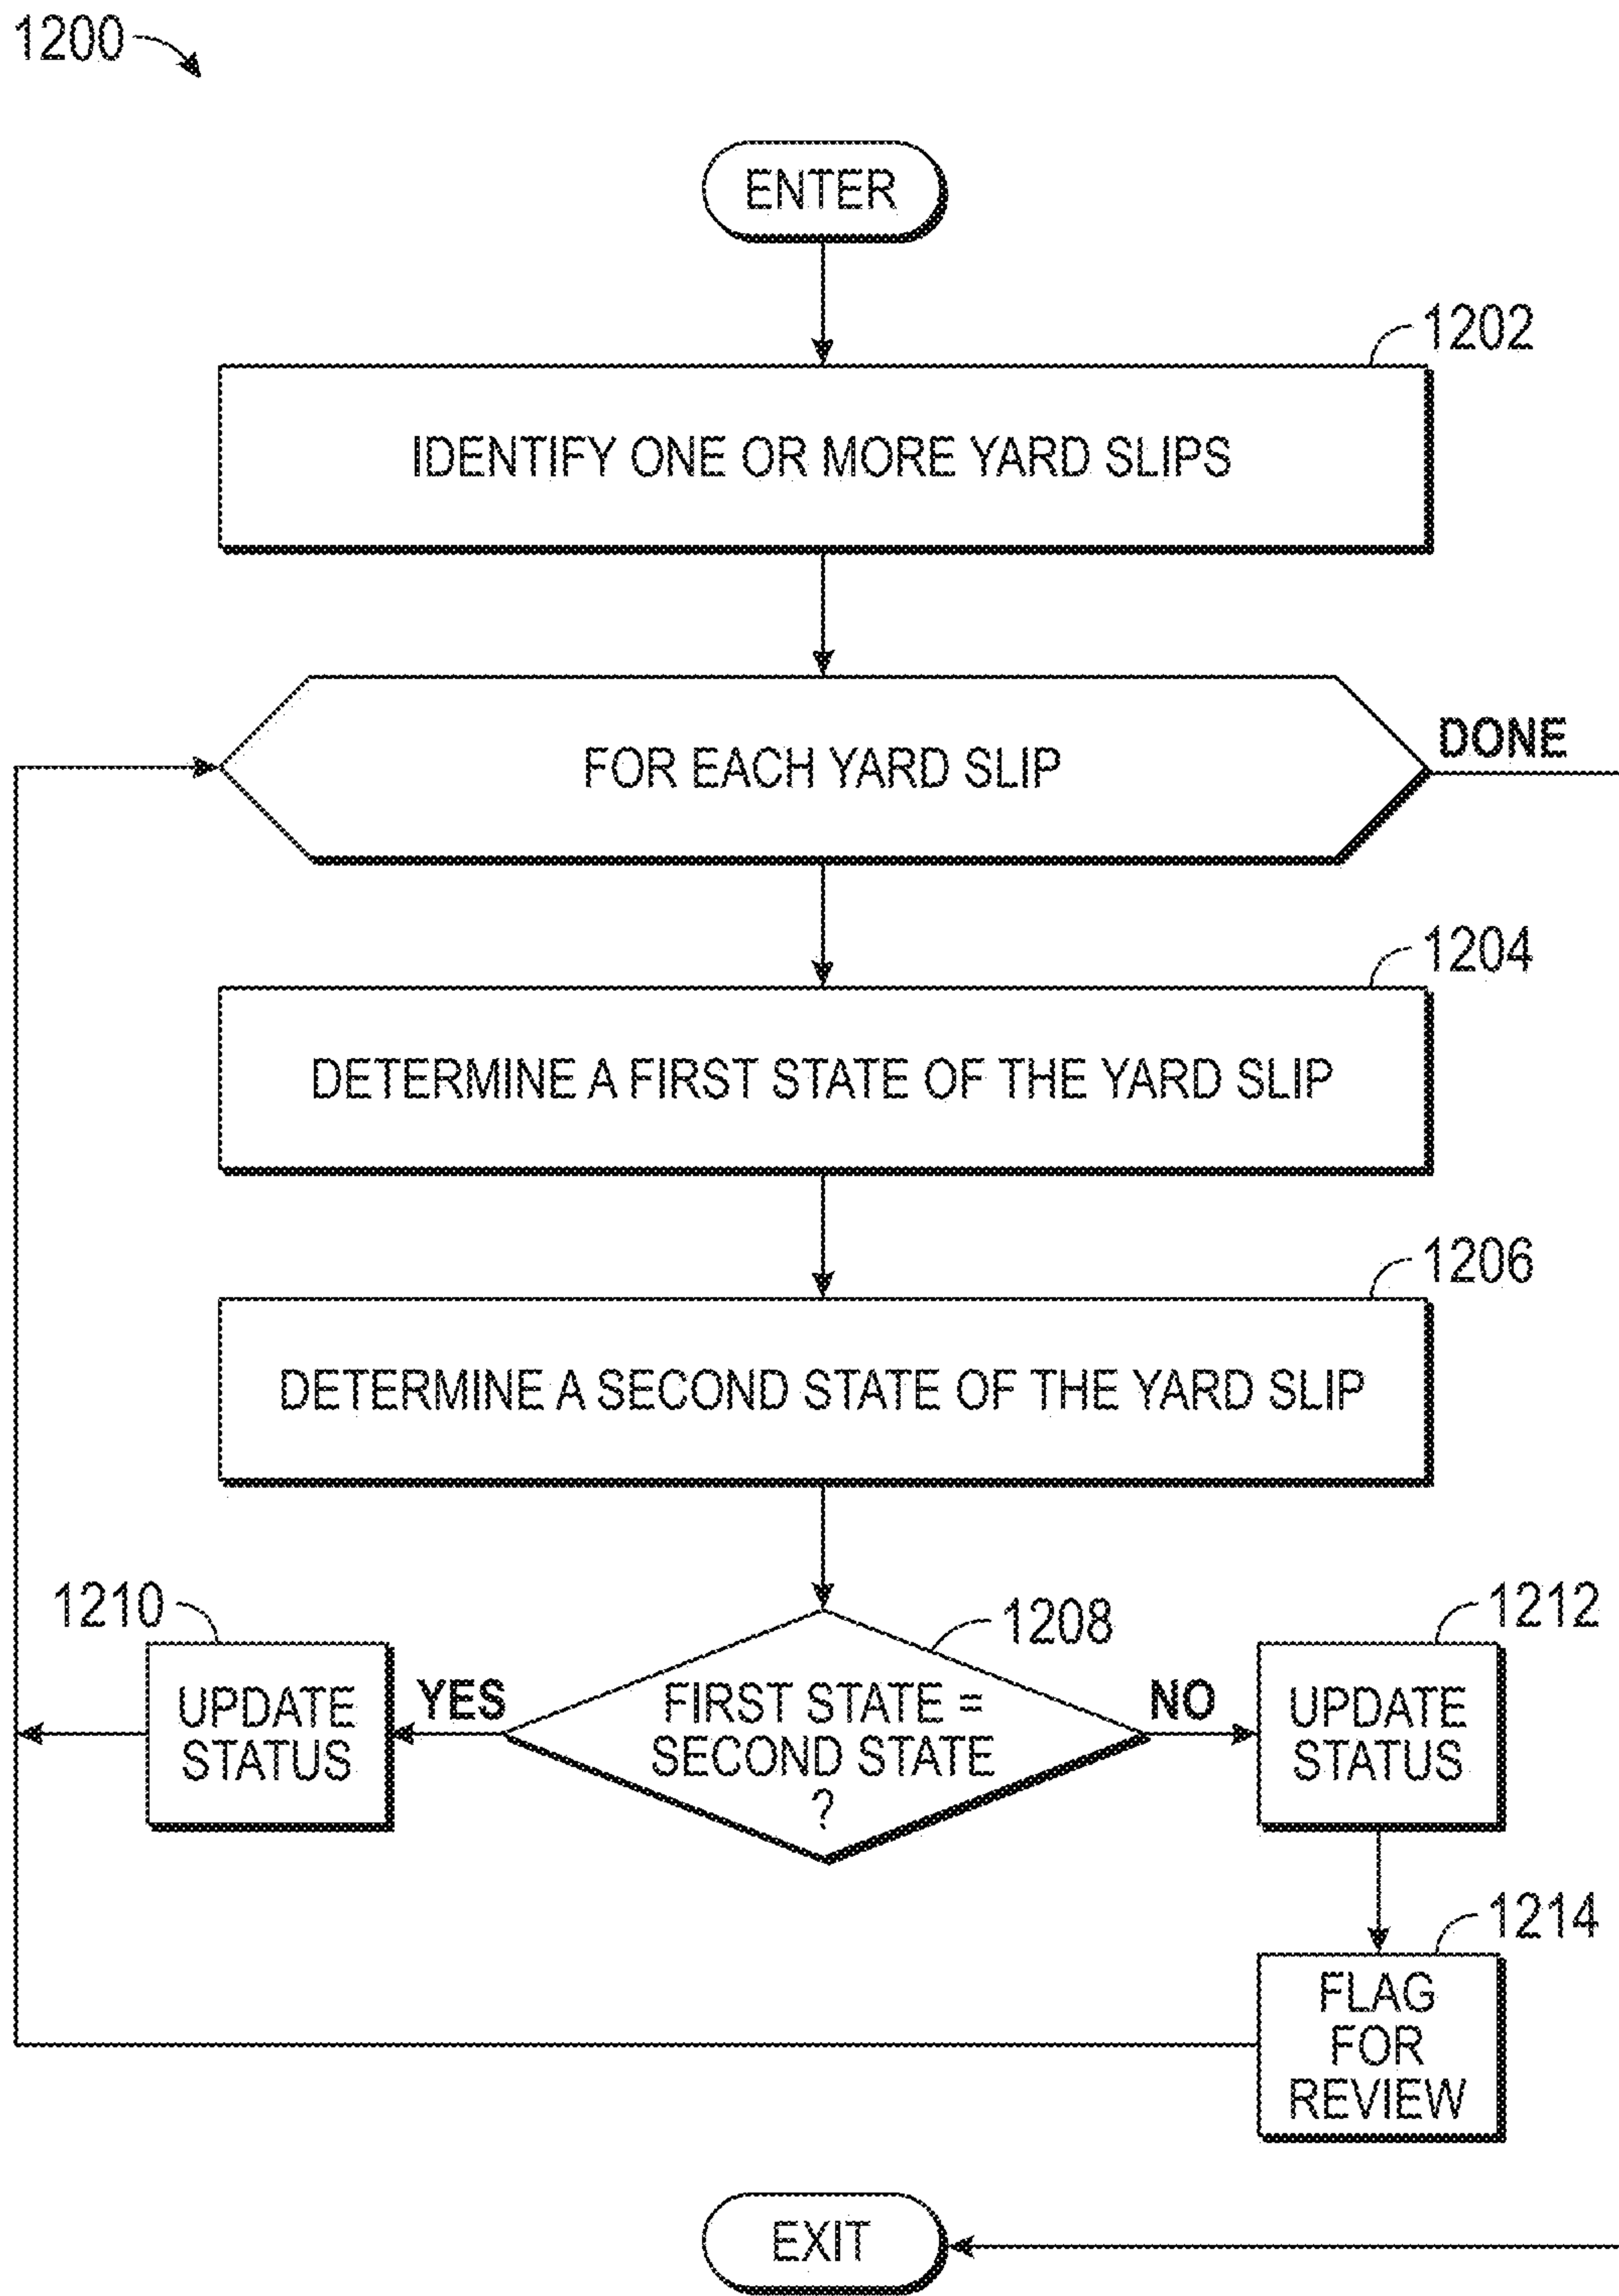 1200
ENTER
1202
IDENTIFY ONE OR MORE YARD SLIPS
FOR EACH YARD SLIP
DONE
1204
DETERMINE A FIRST STATE OF THE YARD SLIP
1206
DETERMINE A SECOND STATE OF THE YARD SLIP
1210
UPDATE
STATUS
YES
1208
FIRST STATE =
SECOND STATE
?
NO
1212
UPDATE
STATUS
1214
FLAG
FOR
REVIEW
EXIT